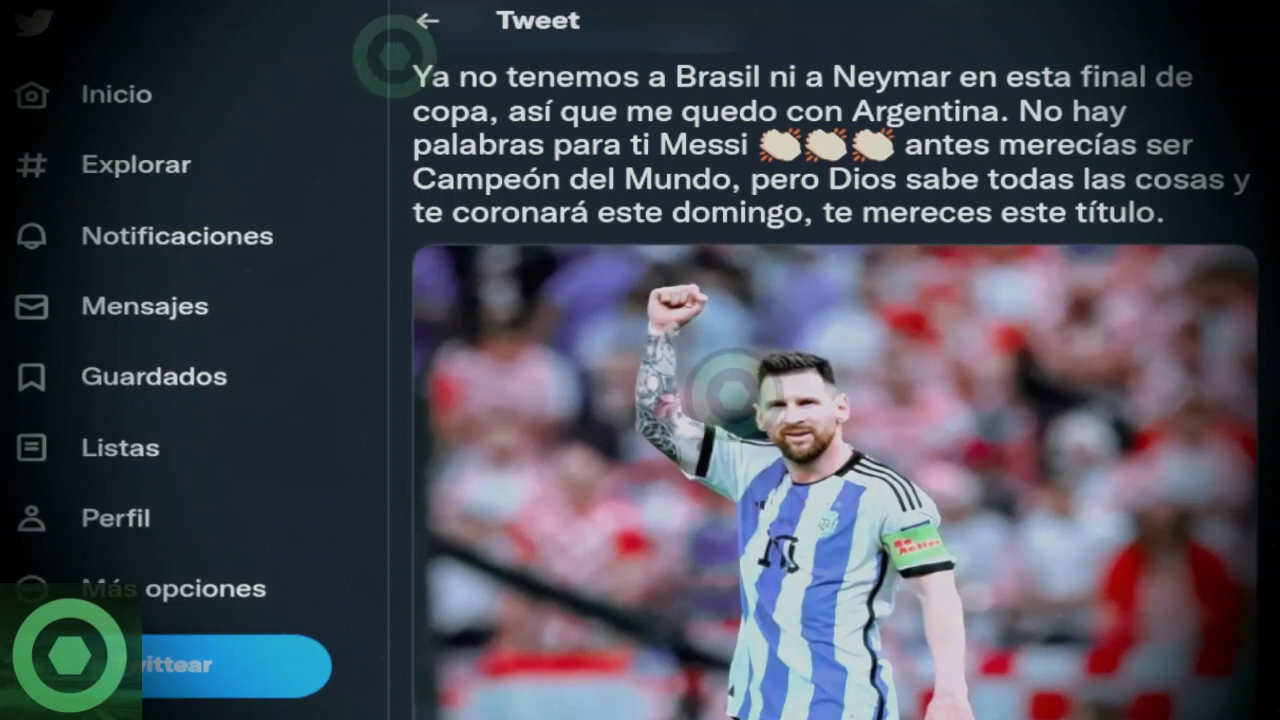 Tweet
Ya no tenemos a Brasil ni a Neymar en esta final de
copa, así que me quedo con Argentina. No hay
palabras para ti Messi 👏👏👏 antes merecías ser
Campeón del Mundo, pero Dios sabe todas las cosas y
te coronará este domingo, te mereces este título.
Inicio
Explorar
Notificaciones
Mensajes
Guardados
Listas
Perfil
Más opciones
10